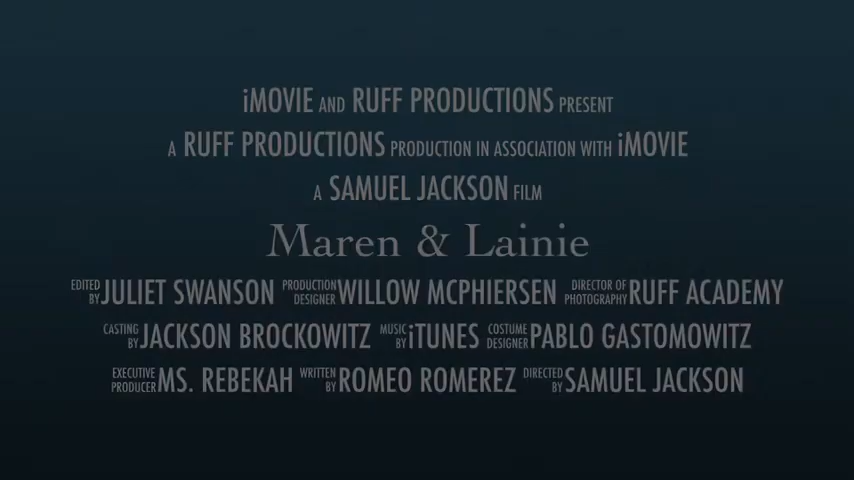 iMOVIE AND RUFF PRODUCTIONS PRESENT
A RUFF PRODUCTIONS PRODUCTION IN ASSOCIATION WITH iMOVIE
A SAMUEL JACKSON FILM
Maren & Lainie
EDITED BY JULIET SWANSON PRODUCTION DESIGNER WILLOW MCPHIERSEN DIRECTOR OF PHOTOGRAPHY RUFF ACADEMY
CASTING BY JACKSON BROCKOWITZ MUSIC BY iTUNES COSTUME DESIGNER PABLO GASTOMOWITZ
EXECUTIVE PRODUCER MS. REBEKAH WRITTEN BY ROMEO ROMEREZ DIRECTED BY SAMUEL JACKSON